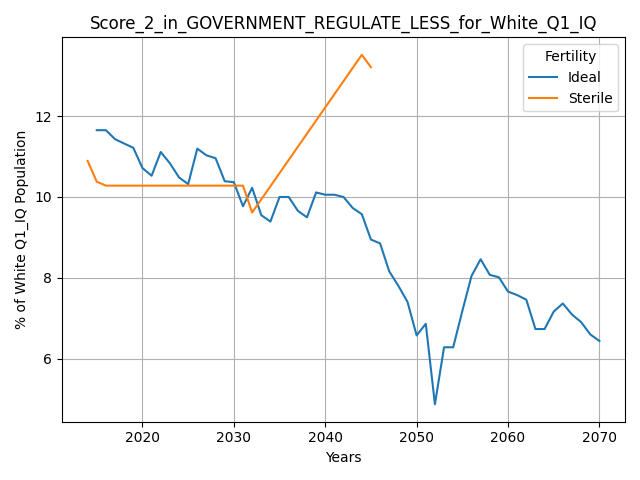 Score_2_in_GOVERNMENT_REGULATE_LESS_for_White_Q1_IQ
Fertility
Ideal
Sterile
% of White Q1_IQ Population
12
10
8
6
2020
2030
2040
2050
2060
2070
Years